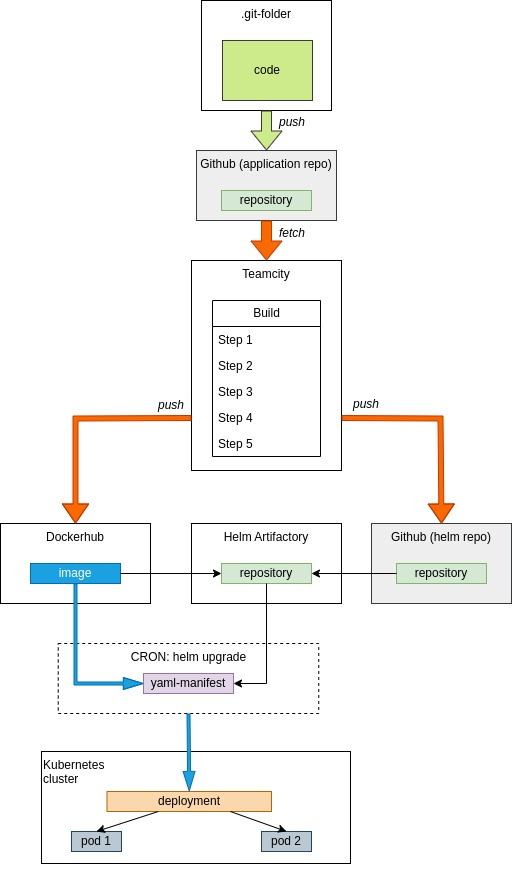 .git-folder
code
push
Github (application repo)
repository
fetch
Teamcity
Build
Step 1
Step 2
Step 3
Step 4
Step 5
push
push
Dockerhub
image
Helm Artifactory
repository
Github (helm repo)
repository
CRON: helm upgrade
yaml-manifest
Kubernetes
cluster
deployment
pod 1
pod 2